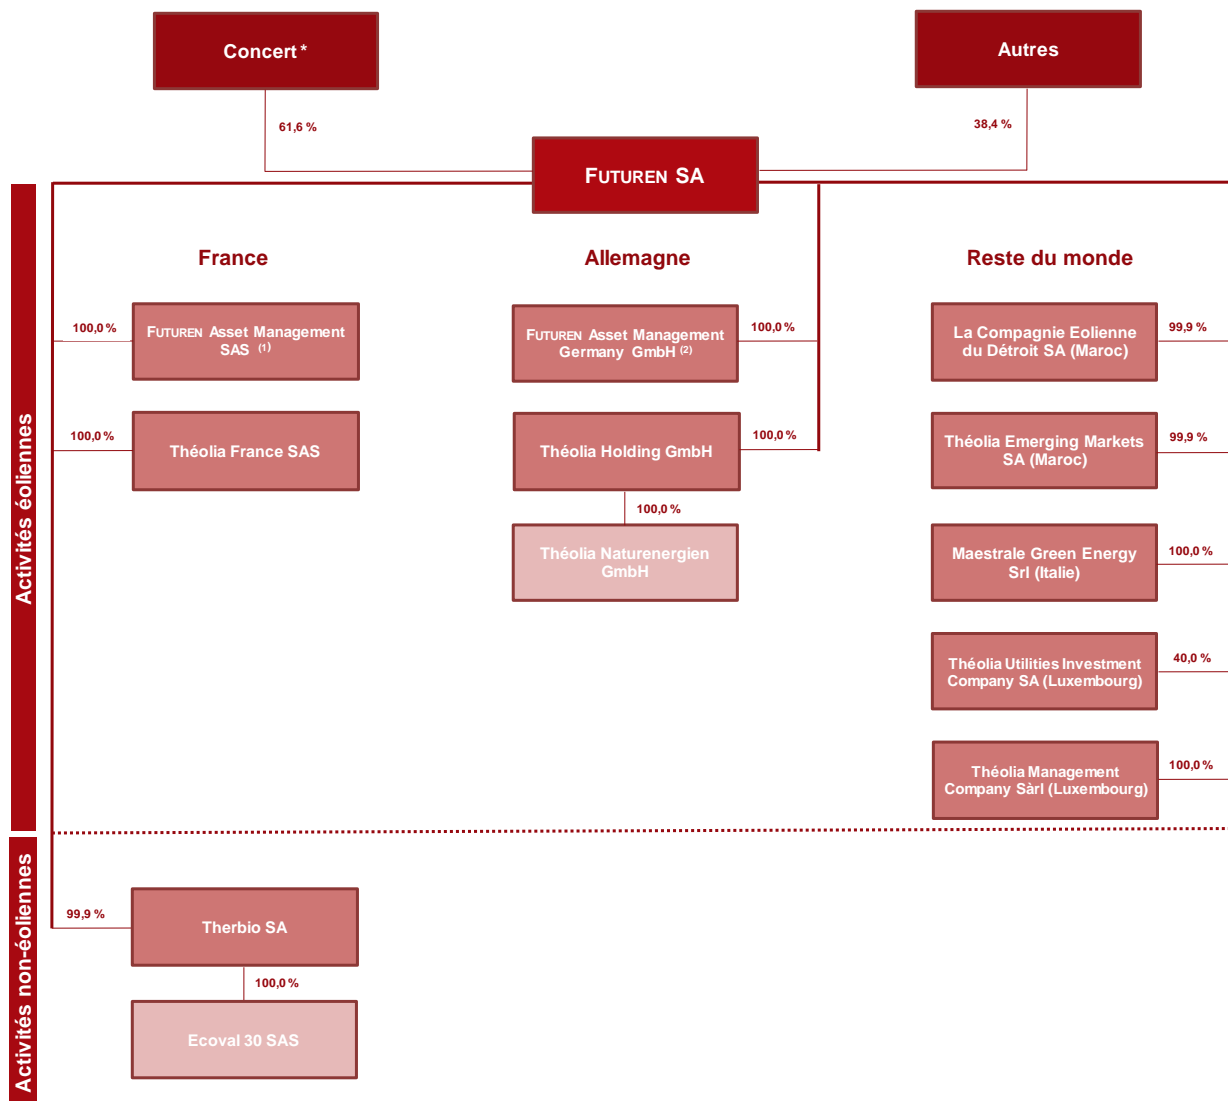 Concert *
Autres
61,6 %
38,4 %
FUTUREN SA
Activités éoliennes
France
Allemagne
Reste du monde
100,0 %
FUTUREN Asset Management
SAS (1)
FUTUREN Asset Management
Germany GmbH (2)
100,0 %
La Compagnie Eolienne
du Détroit SA (Maroc)
99,9 %
100,0 %
Théolia France SAS
Théolia Holding GmbH
100,0 %
Théolia Emerging Markets
SA (Maroc)
99,9 %
100,0 %
Théolia Naturenergien
GmbH
Maestrale Green Energy
Srl (Italie)
100,0 %
Théolia Utilities Investment
Company SA (Luxembourg)
40,0 %
Théolia Management
Company Sàrl (Luxembourg)
100,0 %
Activités non-éoliennes
99,9 %
Therbio SA
100,0 %
Ecoval 30 SAS